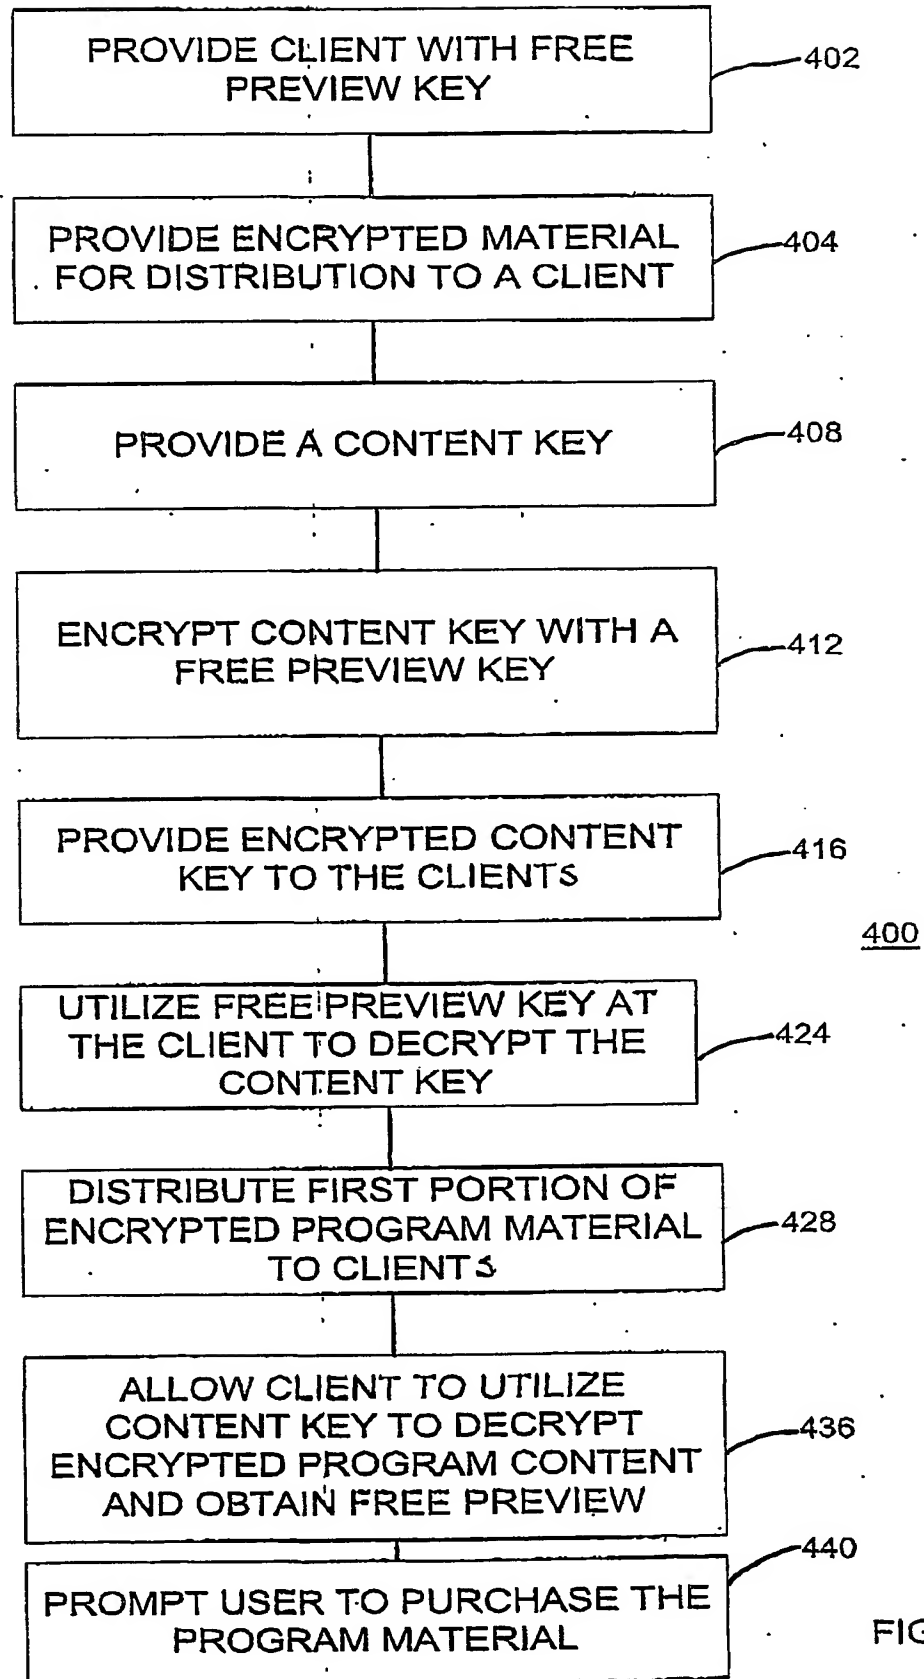 PROVIDE CLIENT WITH FREE
PREVIEW KEY
402
PROVIDE ENCRYPTED MATERIAL
FOR DISTRIBUTION TO A CLIENT
404
PROVIDE A CONTENT KEY
408
ENCRYPT CONTENT KEY WITH A
FREE PREVIEW KEY
412
PROVIDE ENCRYPTED CONTENT
KEY TO THE CLIENTS
416
400
UTILIZE FREE PREVIEW KEY AT
THE CLIENT TO DECRYPT THE
CONTENT KEY
424
DISTRIBUTE FIRST PORTION OF
ENCRYPTED PROGRAM MATERIAL
TO CLIENTS
428
ALLOW CLIENT TO UTILIZE
CONTENT KEY TO DECRYPT
ENCRYPTED PROGRAM CONTENT
AND OBTAIN FREE PREVIEW
436
440
PROMPT USER TO PURCHASE THE
PROGRAM MATERIAL
FIG